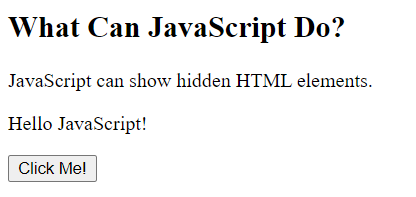 What Can JavaScript Do?
JavaScript can show hidden HTML elements.
Hello JavaScript!
Click Me!